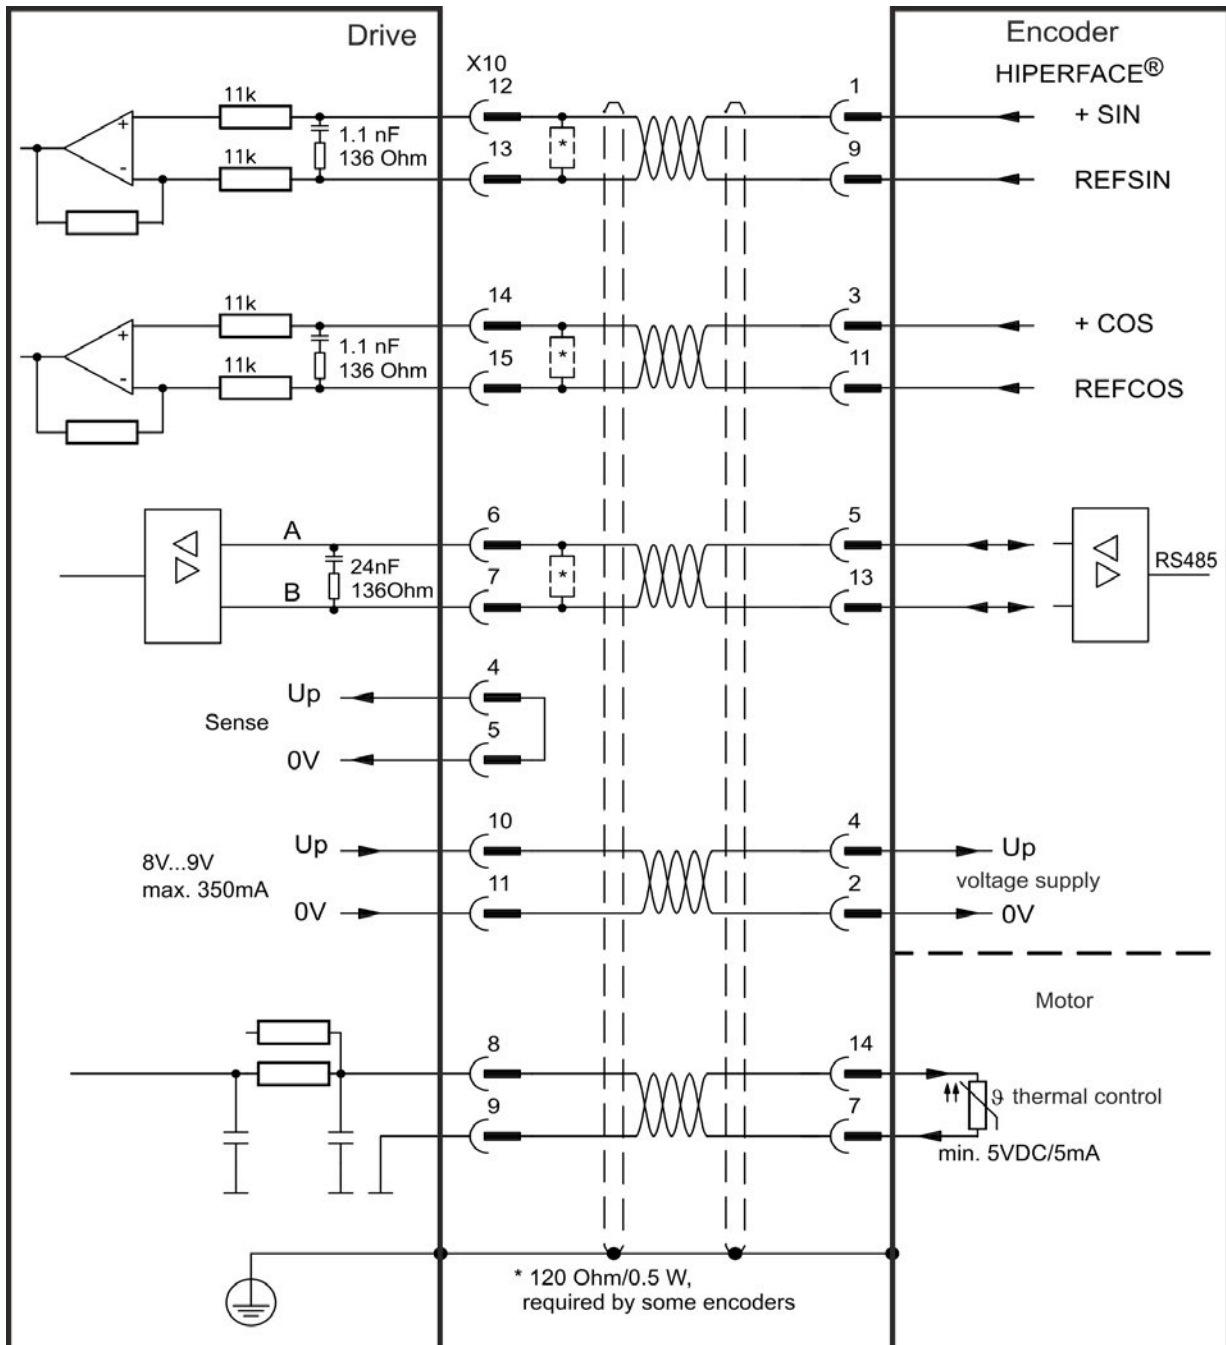 Drive
Encoder
HIPERFACE®
X10
12
1
11k
+
1.1 nF
136 Ohm
*
+ SIN
11k
-
13
9
REFSIN
14
3
11k
+
1.1 nF
136 Ohm
*
+ COS
11k
-
15
11
REFCOS
6
5
A
24nF
136Ohm
*
RS485
B
7
13
4
Up
Sense
5
0V
10
4
Up
Up
8V...9V
max. 350mA
voltage supply
11
2
0V
0V
Motor
8
14
ϑ thermal control
9
7
min. 5VDC/5mA
* 120 Ohm/0.5 W,
required by some encoders